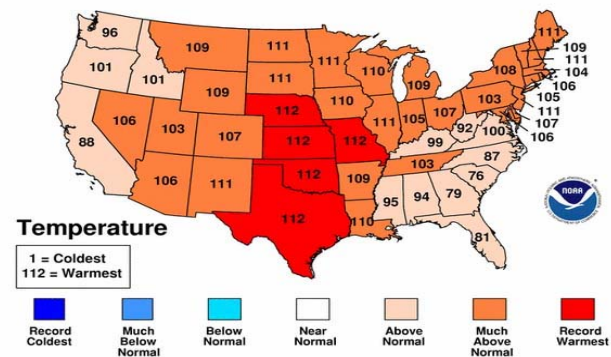 96
109
111
111
111
101
101
111
111
110
109
108
109
111
104
106
105
111
107
106
109
112
110
111
105
107
103
88
106
103
107
112
112
99
92
100
106
111
112
109
103
87
76
112
110
95
94
79
81
NOAA
Temperature
1 = Coldest
112 = Warmest
Record
Coldest
Much
Below
Normal
Below
Normal
Near
Normal
Above
Normal
Much
Above
Normal
Record
Warmest